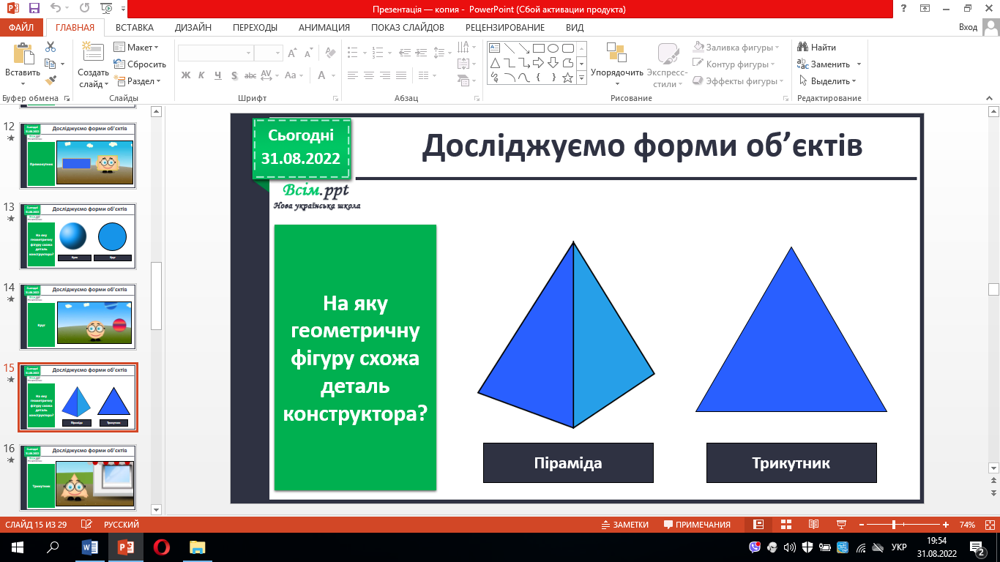 Презентація — копия - PowerPoint (Сбой активации продукта)
ФАЙЛ ГЛАВНАЯ ВСТАВКА ДИЗАЙН ПЕРЕХОДЫ АНИМАЦИЯ ПОКАЗ СЛАЙДОВ РЕЦЕНЗИРОВАНИЕ ВИД Вход
Вставить
Буфер обмена
Создать слайд
Макет
Сбросить
Раздел
Слайды
Ж К Ч S abc AV Aa A
Шрифт
Абзац
Упорядочить
Экспресс-стили
Заливка фигуры
Контур фигуры
Эффекты фигуры
Рисование
Найти
Заменить
Выделить
Редактирование
12
Сьогодні
31.08.2022
Досліджуємо форми об’єктів
Прямокутник
13
Сьогодні
31.08.2022
Досліджуємо форми об’єктів
На яку
геометричну
фігуру схожа
деталь
конструктора?
Куля
Круг
14
Сьогодні
31.08.2022
Досліджуємо форми об’єктів
Круг
15
Сьогодні
31.08.2022
Досліджуємо форми об’єктів
На яку
геометричну
фігуру схожа
деталь
конструктора?
Піраміда
Трикутник
16
Сьогодні
31.08.2022
Досліджуємо форми об’єктів
Трикутник
Сьогодні
31.08.2022
Досліджуємо форми об’єктів
Всім.ppt
Нова українська школа
На яку
геометричну
фігуру схожа
деталь
конструктора?
Піраміда
Трикутник
СЛАЙД 15 ИЗ 29 РУССКИЙ ЗАМЕТКИ ПРИМЕЧАНИЯ 74%
УКР
19:54
31.08.2022
2